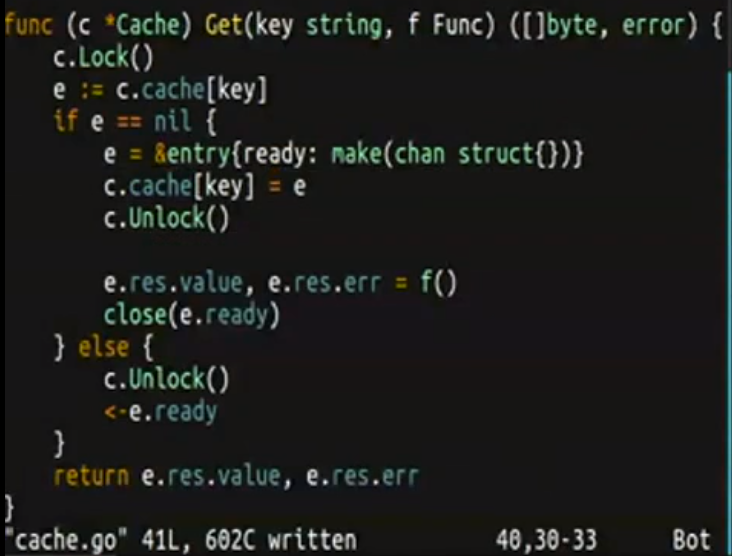 func (c *Cache) Get(key string, f Func) ([]byte, error) {
    c.Lock()
    e := c.cache[key]
    if e == nil {
        e = &entry{ready: make(chan struct{})}
        c.cache[key] = e
        c.Unlock()

        e.res.value, e.res.err = f()
        close(e.ready)
    } else {
        c.Unlock()
        <-e.ready
    }
    return e.res.value, e.res.err
}
"cache.go" 41L, 602C written 40,30-33 Bot